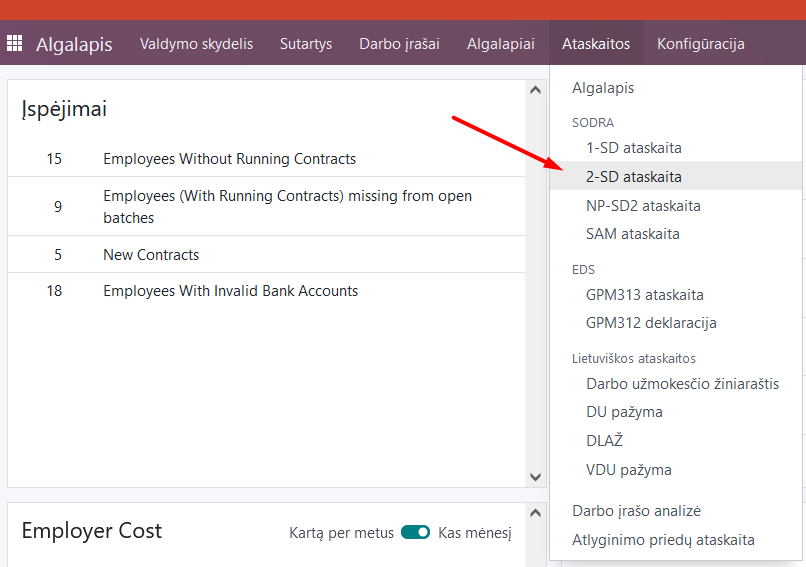 Algalapis
Valdymo skydelis
Sutartys
Darbo įrašai
Algalapiai
Ataskaitos
Konfigūracija
Įspėjimai
15 Employees Without Running Contracts
9 Employees (With Running Contracts) missing from open
batches
5 New Contracts
18 Employees With Invalid Bank Accounts
Employer Cost
Kartą per metus
Kas mėnesį
Algalapis
SODRA
1-SD ataskaita
2-SD ataskaita
NP-SD2 ataskaita
SAM ataskaita
EDS
GPM313 ataskaita
GPM312 deklaracija
Lietuviškos ataskaitos
Darbo užmokesčio žiniaraštis
DU pažyma
DLAŽ
VDU pažyma
Darbo įrašo analizė
Atlyginimo priedų ataskaita